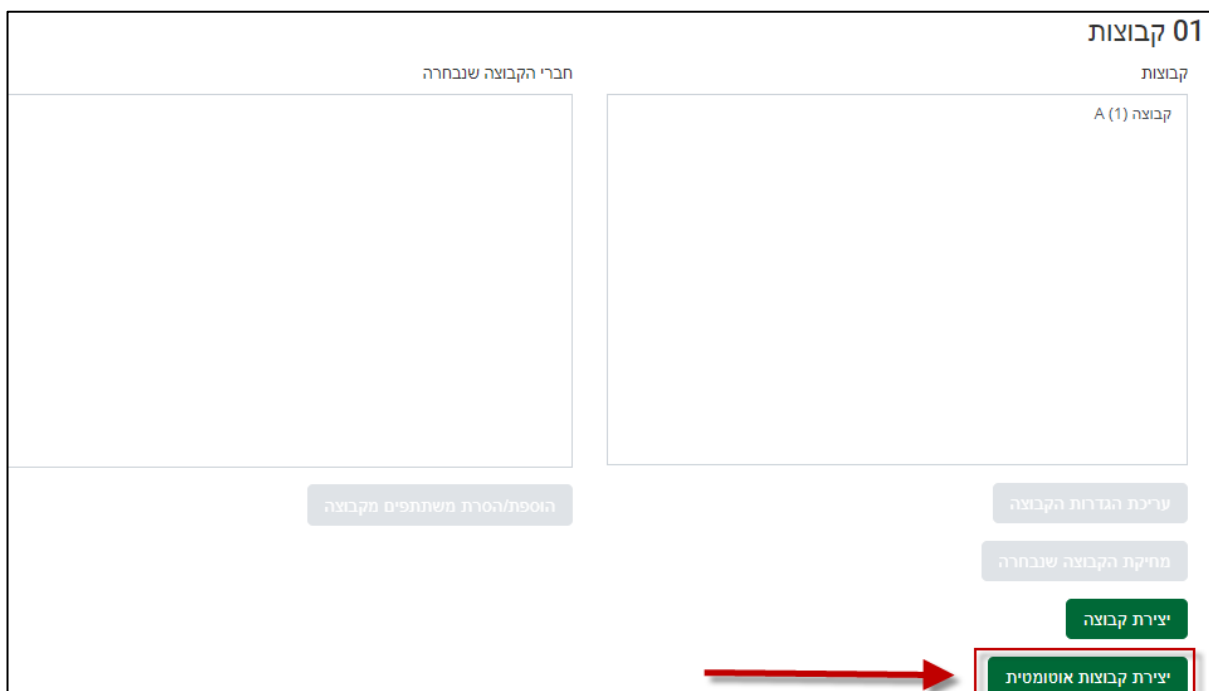 01 קבוצות
קבוצות
חברי הקבוצה שנבחרה
קבוצה A (1)
עריכת הגדרות הקבוצה
הוספת/הסרת משתתפים מקבוצה
מחיקת הקבוצה שנבחרה
יצירת קבוצה
יצירת קבוצות אוטומטית